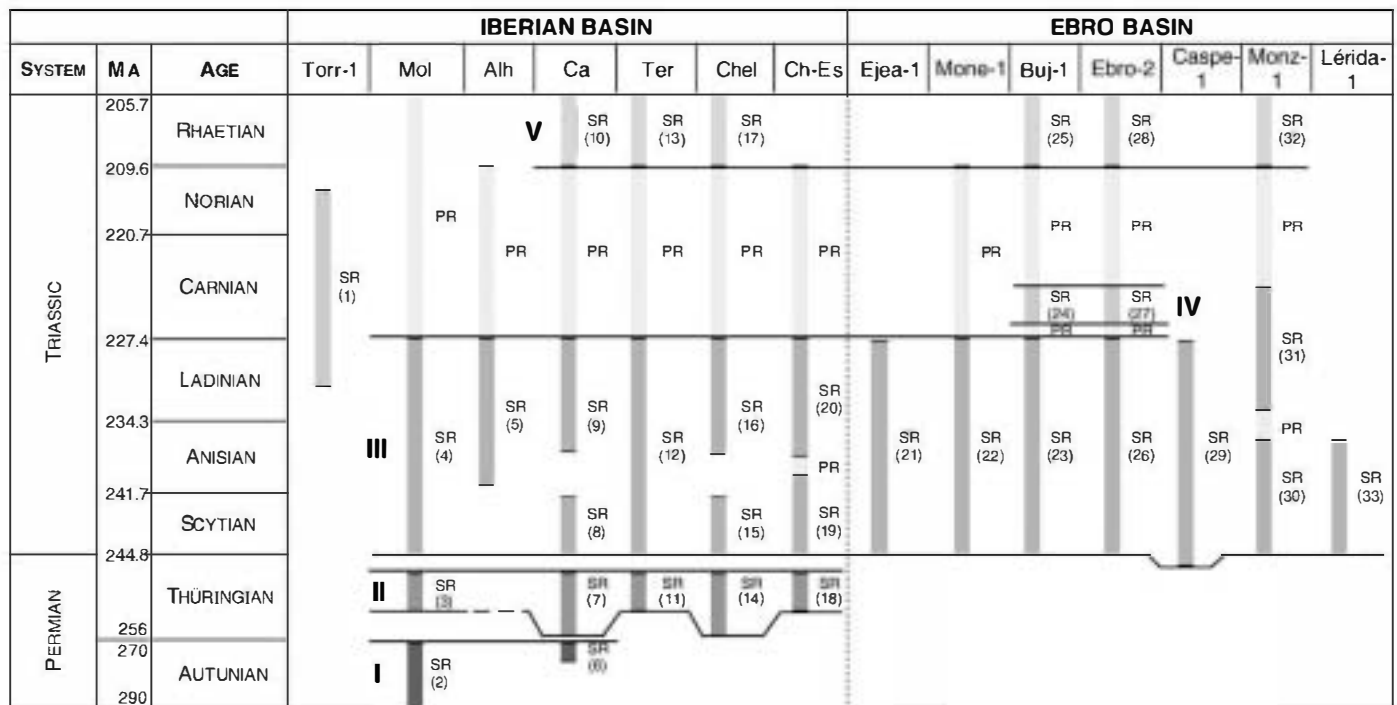 IBERIAN BASIN EBRO BASIN
SYSTEM MA AGE Torr-1 Mol Alh Ca Ter Chel Ch-Es Ejea-1 Mone-1 Buj-1 Ebro-2 Caspe-1 Monz-1 Lérida-1
205.7
RHAETIAN V SR (10) SR (13) SR (17) SR (25) SR (28) SR (32)
209.6
NORIAN PR
220.7
PR PR PR PR PR PR PR PR PR
TRIASSIC CARNIAN SR (1) SR (24) SR (27) IV
PR PR
227.4
SR (31)
LADINIAN SR (20)
234.3
SR (5) SR (9) SR (16)
III SR (4) SR (12) SR (21) SR (22) SR (23) SR (26) SR (29) PR
ANISIAN PR
241.7
SR (30) SR (33)
SCYTIAN SR (8) SR (15) SR (19)
244.8
PERMIAN THÜRINGIAN II SR (3) SR (7) SR (11) SR (14) SR (18)
256
270
AUTUNIAN I SR (2) SR (6)
290